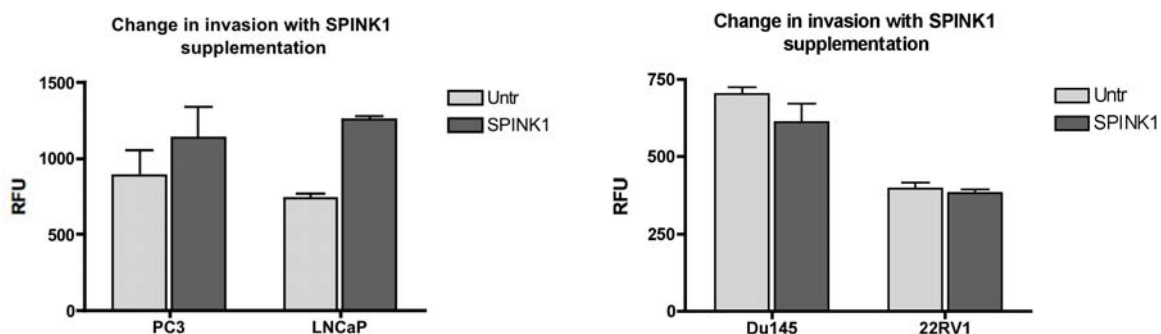 Change in invasion with SPINK1
supplementation
1500
1000
500
0
RFU
PC3
LNCaP
Untr
SPINK1
Change in invasion with SPINK1
supplementation
750
500
250
0
RFU
Du145
22RV1
Untr
SPINK1